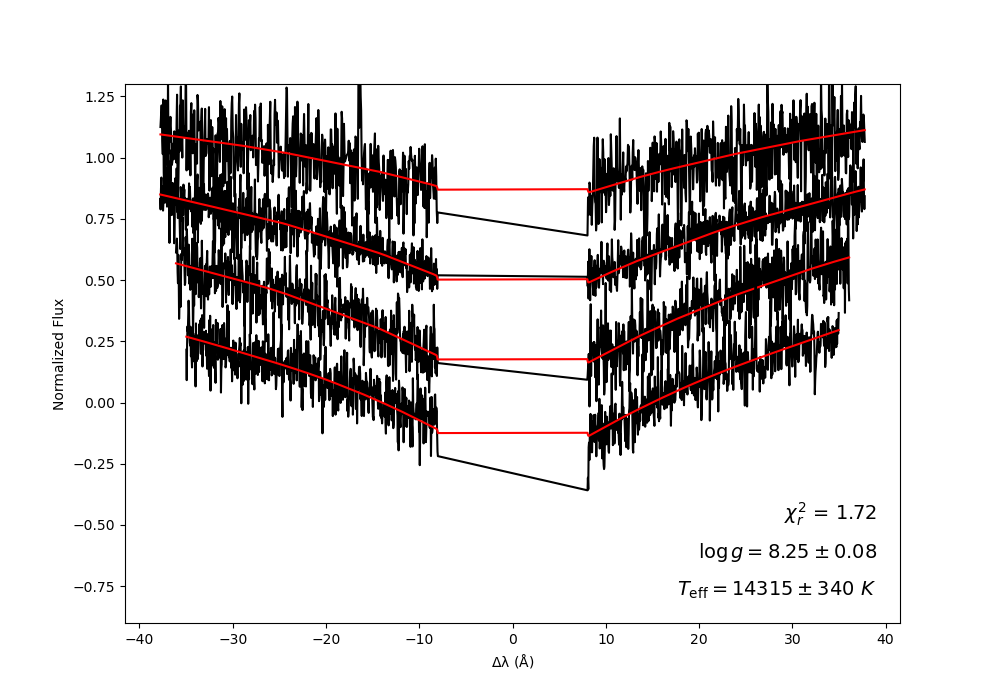 1.25
1.00
0.75
0.50
0.25
0.00
−0.25
−0.50
−0.75
Normalized Flux
χ²ᵣ = 1.72
log g = 8.25 ± 0.08
T_eff = 14315 ± 340 K
−40 −30 −20 −10 0 10 20 30 40
Δλ (Å)